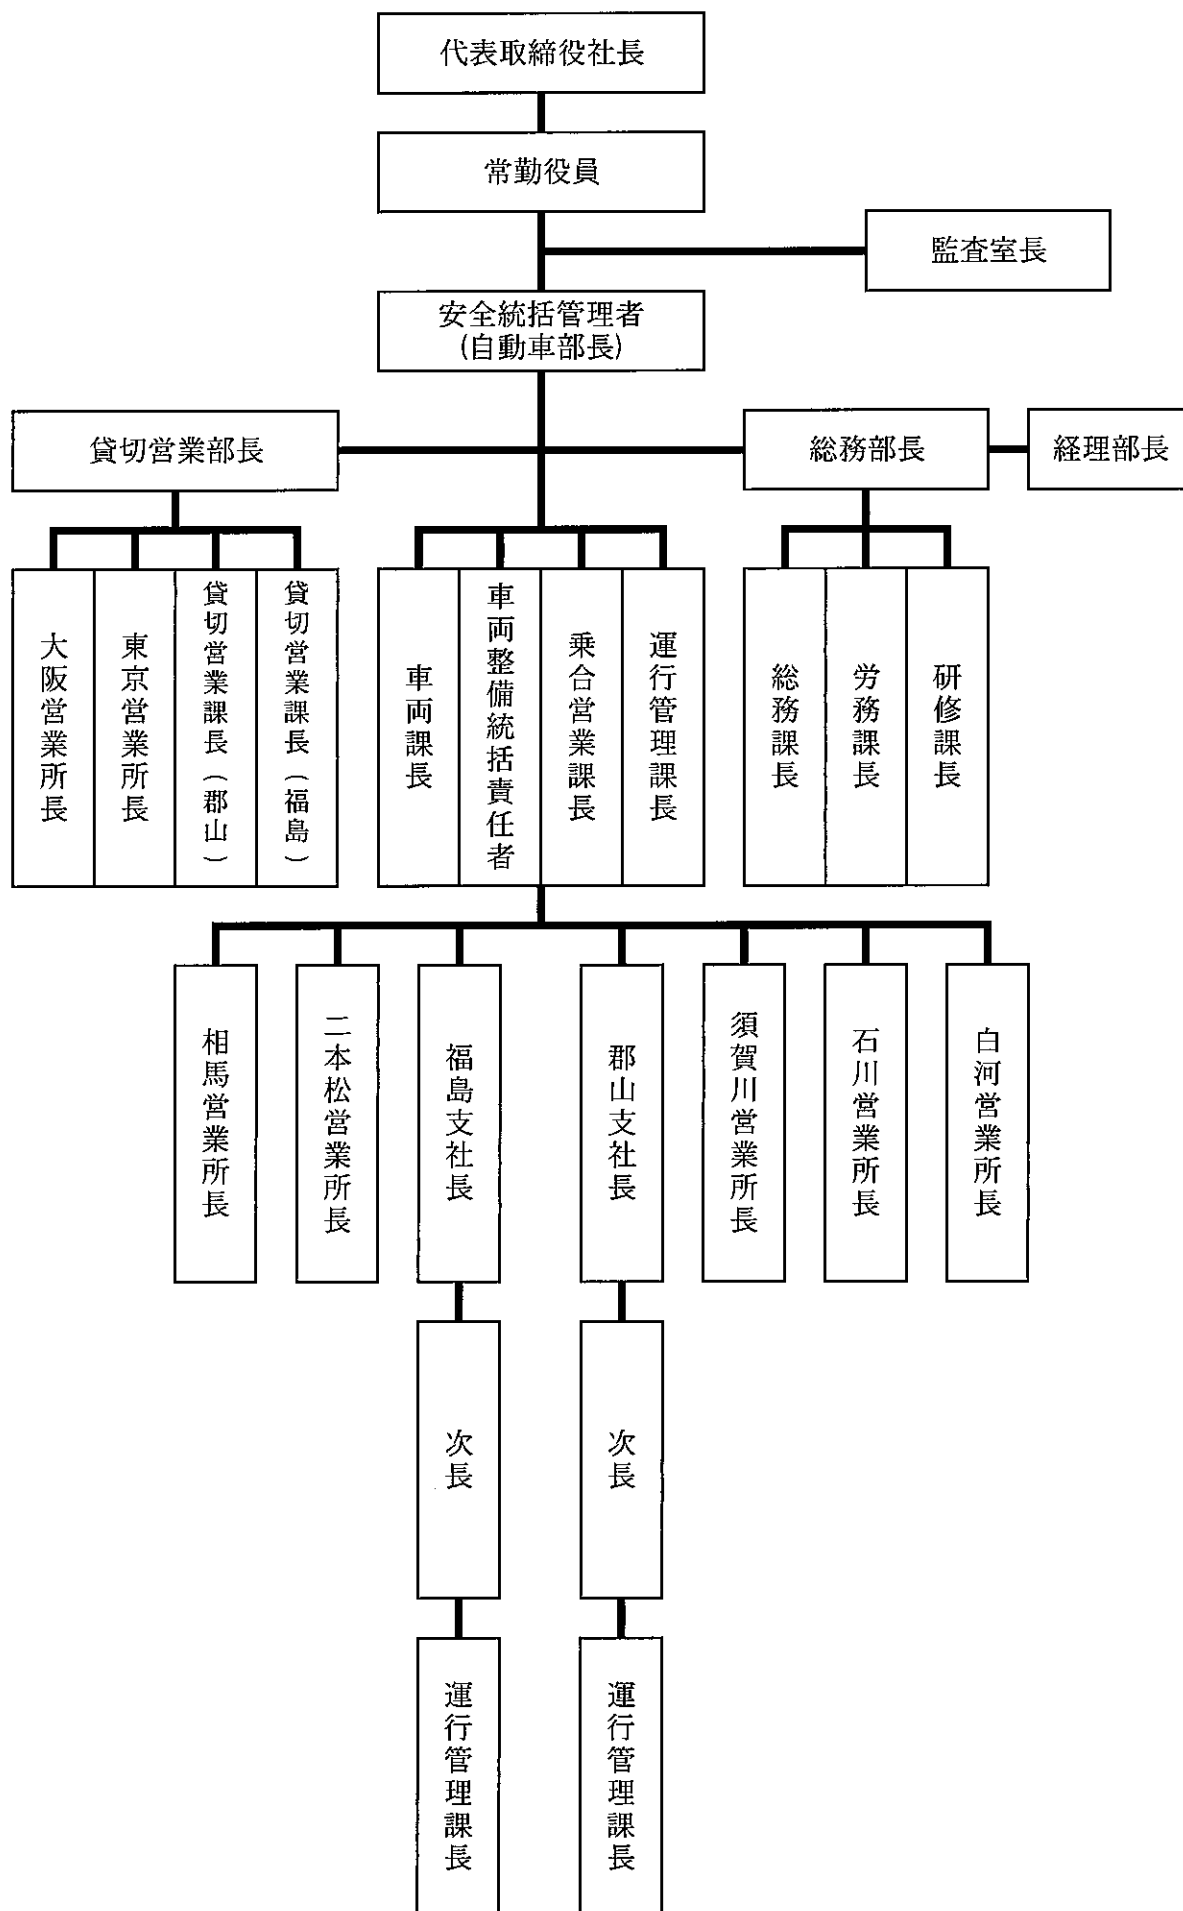 代表取締役社長
常勤役員
監査室長
安全統括管理者
(自動車部長)
貸切営業部長
総務部長
経理部長
大阪営業所長
東京営業所長
貸切営業課長(郡山)
貸切営業課長(福島)
車両課長
車両整備統括責任者
乗合営業課長
運行管理課長
総務課長
労務課長
研修課長
相馬営業所長
二本松営業所長
福島支社長
郡山支社長
須賀川営業所長
石川営業所長
白河営業所長
次長
次長
運行管理課長
運行管理課長